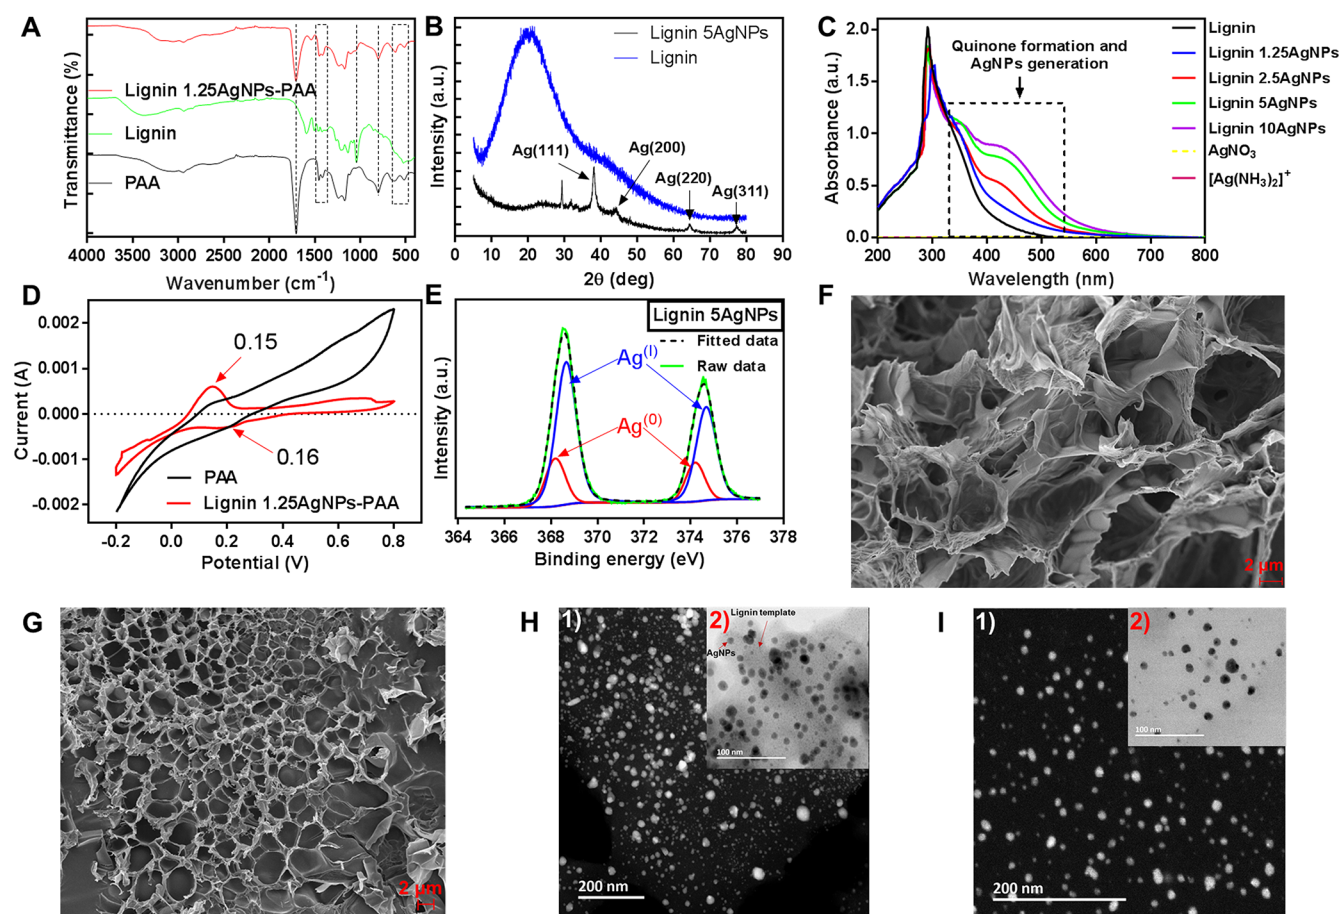 A
Transmittance (%)
Lignin 1.25AgNPs-PAA
Lignin
PAA
4000 3500 3000 2500 2000 1500 1000 500
Wavenumber (cm⁻¹)
B
Intensity (a.u.)
Lignin 5AgNPs
Lignin
Ag(111)
Ag(200)
Ag(220)
Ag(311)
0 10 20 30 40 50 60 70 80 90
2θ (deg)
C
Absorbance (a.u.)
2.0
1.5
1.0
0.5
0.0
Quinone formation and
AgNPs generation
200 300 400 500 600 700 800
Wavelength (nm)
Lignin
Lignin 1.25AgNPs
Lignin 2.5AgNPs
Lignin 5AgNPs
Lignin 10AgNPs
AgNO₃
[Ag(NH₃)₂]⁺
D
Current (A)
0.002
0.001
0.000
-0.001
-0.002
0.15
0.16
PAA
Lignin 1.25AgNPs-PAA
-0.2 0.0 0.2 0.4 0.6 0.8
Potential (V)
E
Intensity (a.u.)
Lignin 5AgNPs
Fitted data
Raw data
Ag⁽ᴵ⁾
Ag⁽⁰⁾
364 366 368 370 372 374 376 378
Binding energy (eV)
F
2 μm
G
2 μm
H
1)
2)
Lignin template
AgNPs
100 nm
200 nm
I
1)
2)
100 nm
200 nm